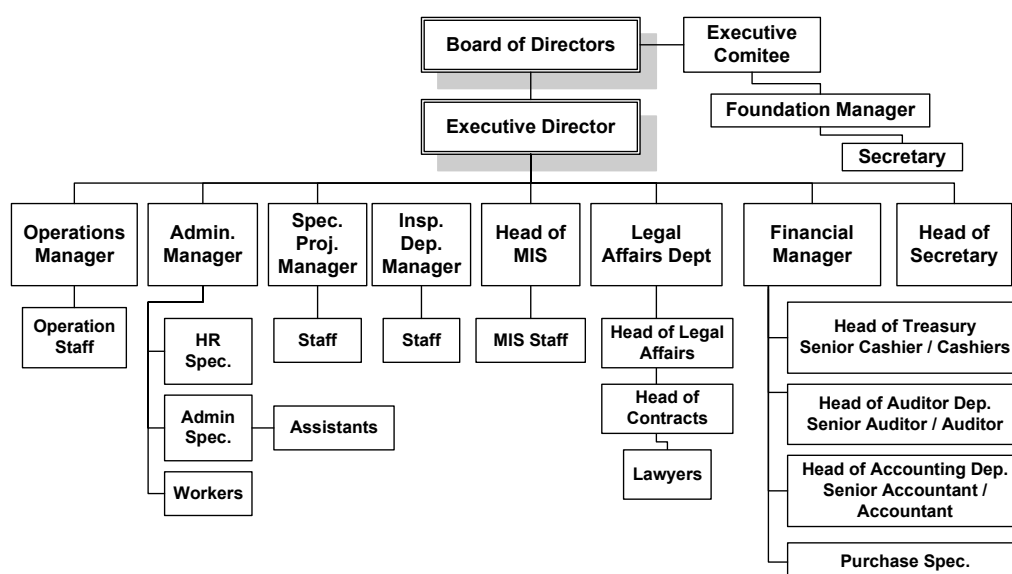 Board of Directors
Executive
Comitee
Foundation Manager
Executive Director
Secretary
Operations
Manager
Admin.
Manager
Spec.
Proj.
Manager
Insp.
Dep.
Manager
Head of
MIS
Legal
Affairs Dept
Financial
Manager
Head of
Secretary
Operation
Staff
HR
Spec.
Admin
Spec.
Assistants
Workers
Staff
Staff
MIS Staff
Head of Legal
Affairs
Head of
Contracts
Lawyers
Head of Treasury
Senior Cashier / Cashiers
Head of Auditor Dep.
Senior Auditor / Auditor
Head of Accounting Dep.
Senior Accountant /
Accountant
Purchase Spec.